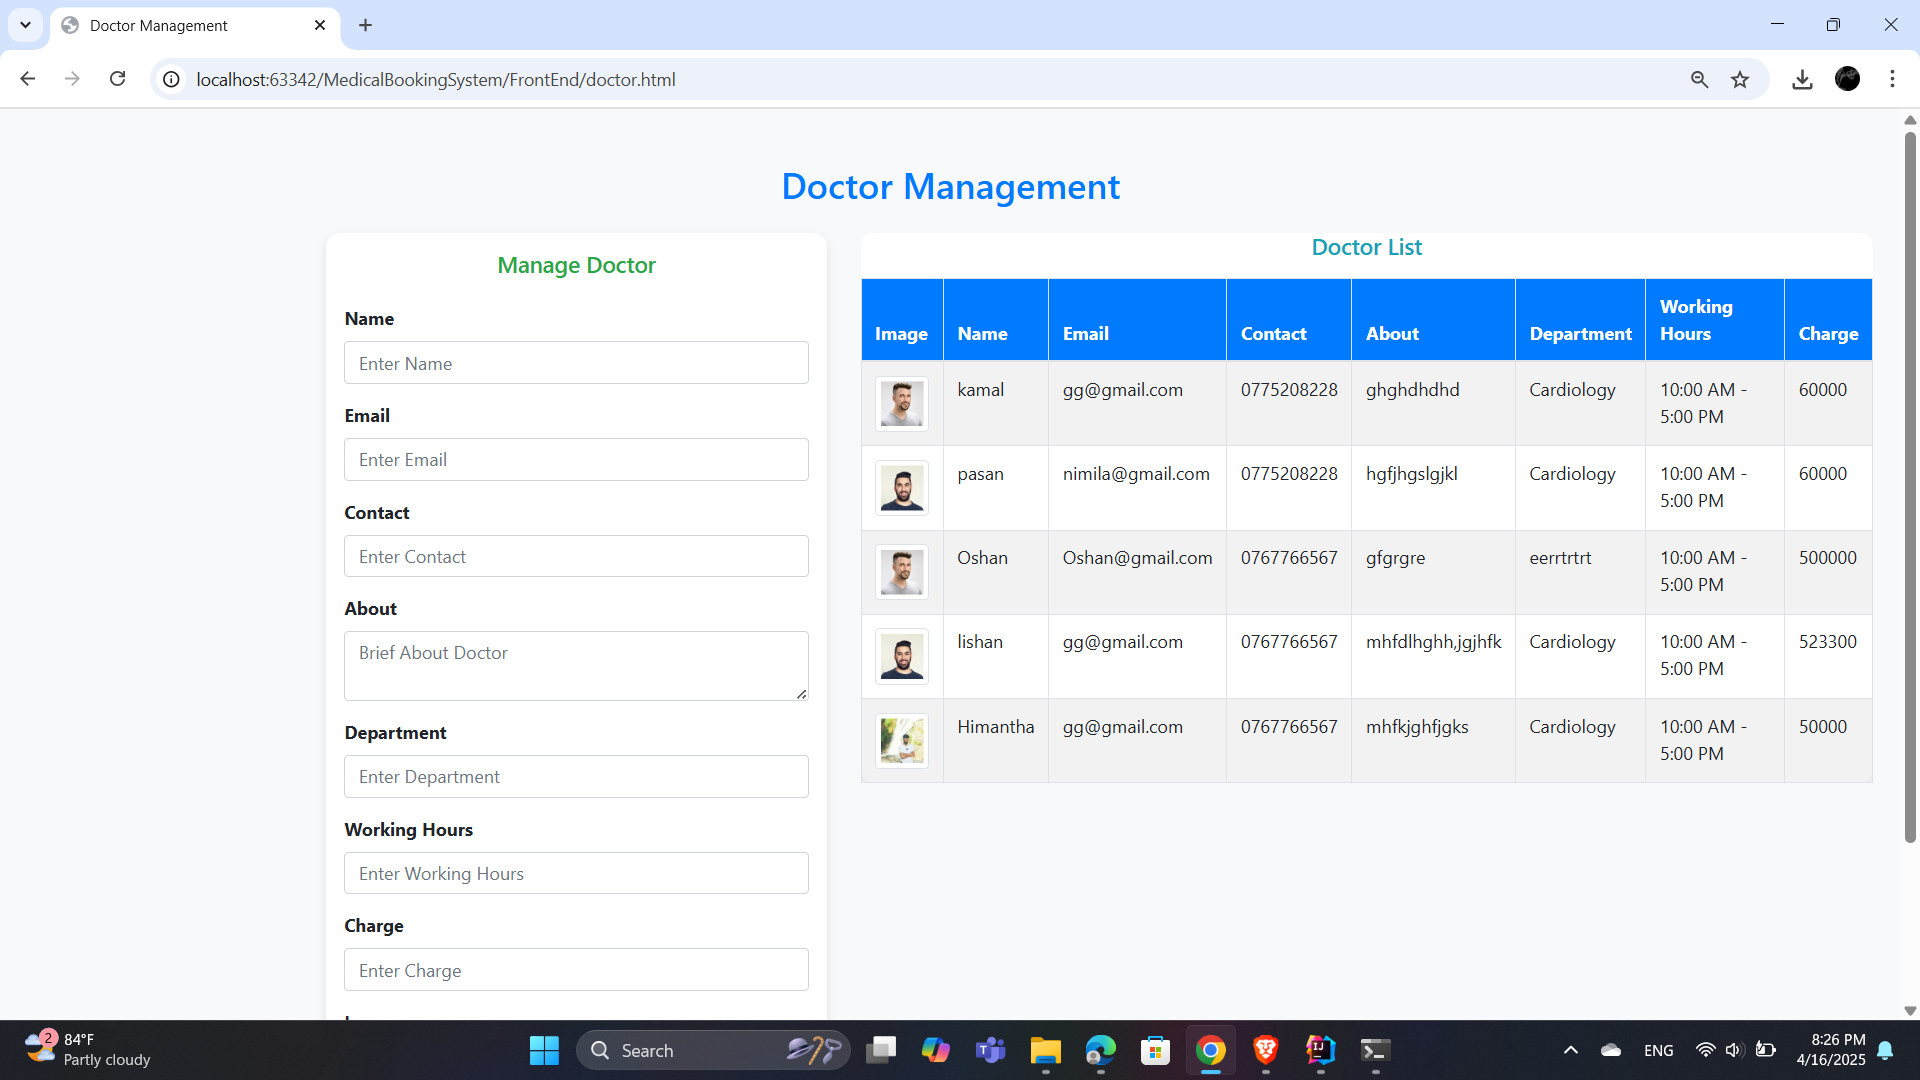 Doctor Management
localhost:63342/MedicalBookingSystem/FrontEnd/doctor.html
Doctor Management
Manage Doctor
Name
Enter Name
Email
Enter Email
Contact
Enter Contact
About
Brief About Doctor
Department
Enter Department
Working Hours
Enter Working Hours
Charge
Enter Charge
Doctor List
Image Name Email Contact About Department Working Hours Charge
kamal gg@gmail.com 0775208228 ghghdhdhd Cardiology 10:00 AM - 5:00 PM 60000
pasan nimila@gmail.com 0775208228 hgfjhgslgjkl Cardiology 10:00 AM - 5:00 PM 60000
Oshan Oshan@gmail.com 0767766567 gfgrgre eerrtrtrt 10:00 AM - 5:00 PM 500000
lishan gg@gmail.com 0767766567 mhfdlhghh,jgjhfk Cardiology 10:00 AM - 5:00 PM 523300
Himantha gg@gmail.com 0767766567 mhfkjghfjgks Cardiology 10:00 AM - 5:00 PM 50000
2
84°F
Partly cloudy
Search
ENG
8:26 PM
4/16/2025